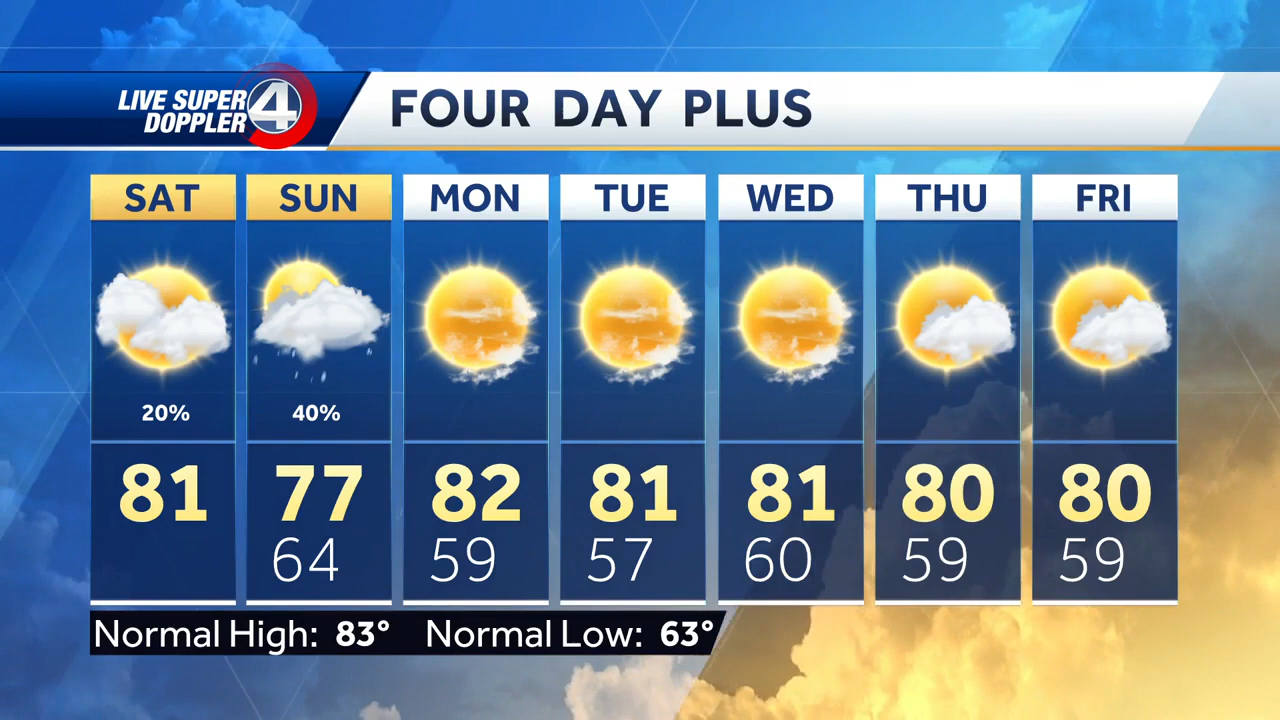 LIVE SUPER
DOPPLER 4
FOUR DAY PLUS
SAT SUN MON TUE WED THU FRI
20% 40%
81 77 82 81 81 80 80
64 59 57 60 59 59
Normal High: 83° Normal Low: 63°